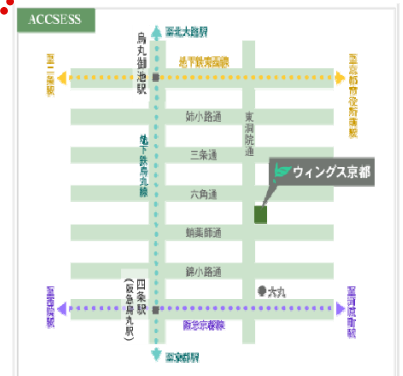 ACCSESS
至北大路駅
烏丸御池駅
地下鉄東西線
至二条駅
至京都市役所前駅
姉小路通
東洞院通
地下鉄烏丸線
三条通
ウィングス京都
六角通
蛸薬師通
錦小路通
四条駅
(阪急烏丸駅)
大丸
至河原町駅
阪急京都線
至京都駅